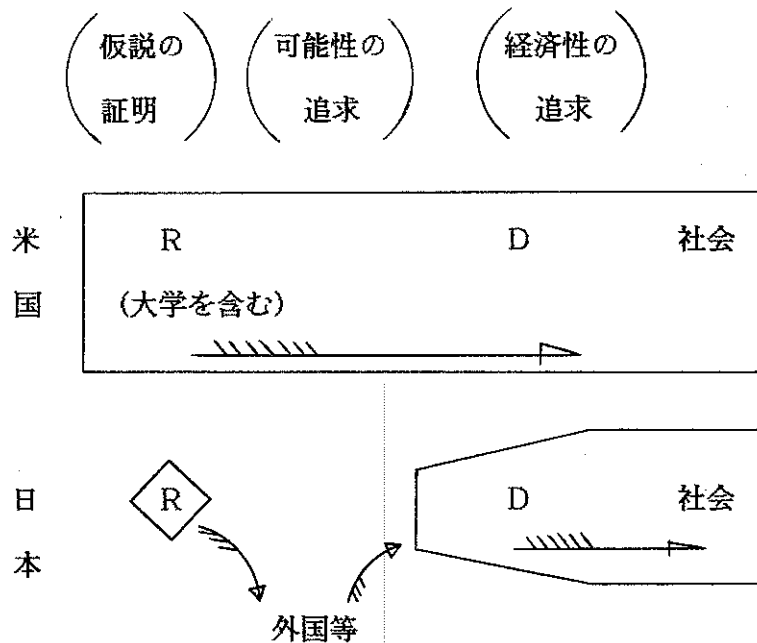 仮説の 可能性の 経済性の
証明 追求 追求
米 R D 社会
国 (大学を含む)
日 R D 社会
本
外国等